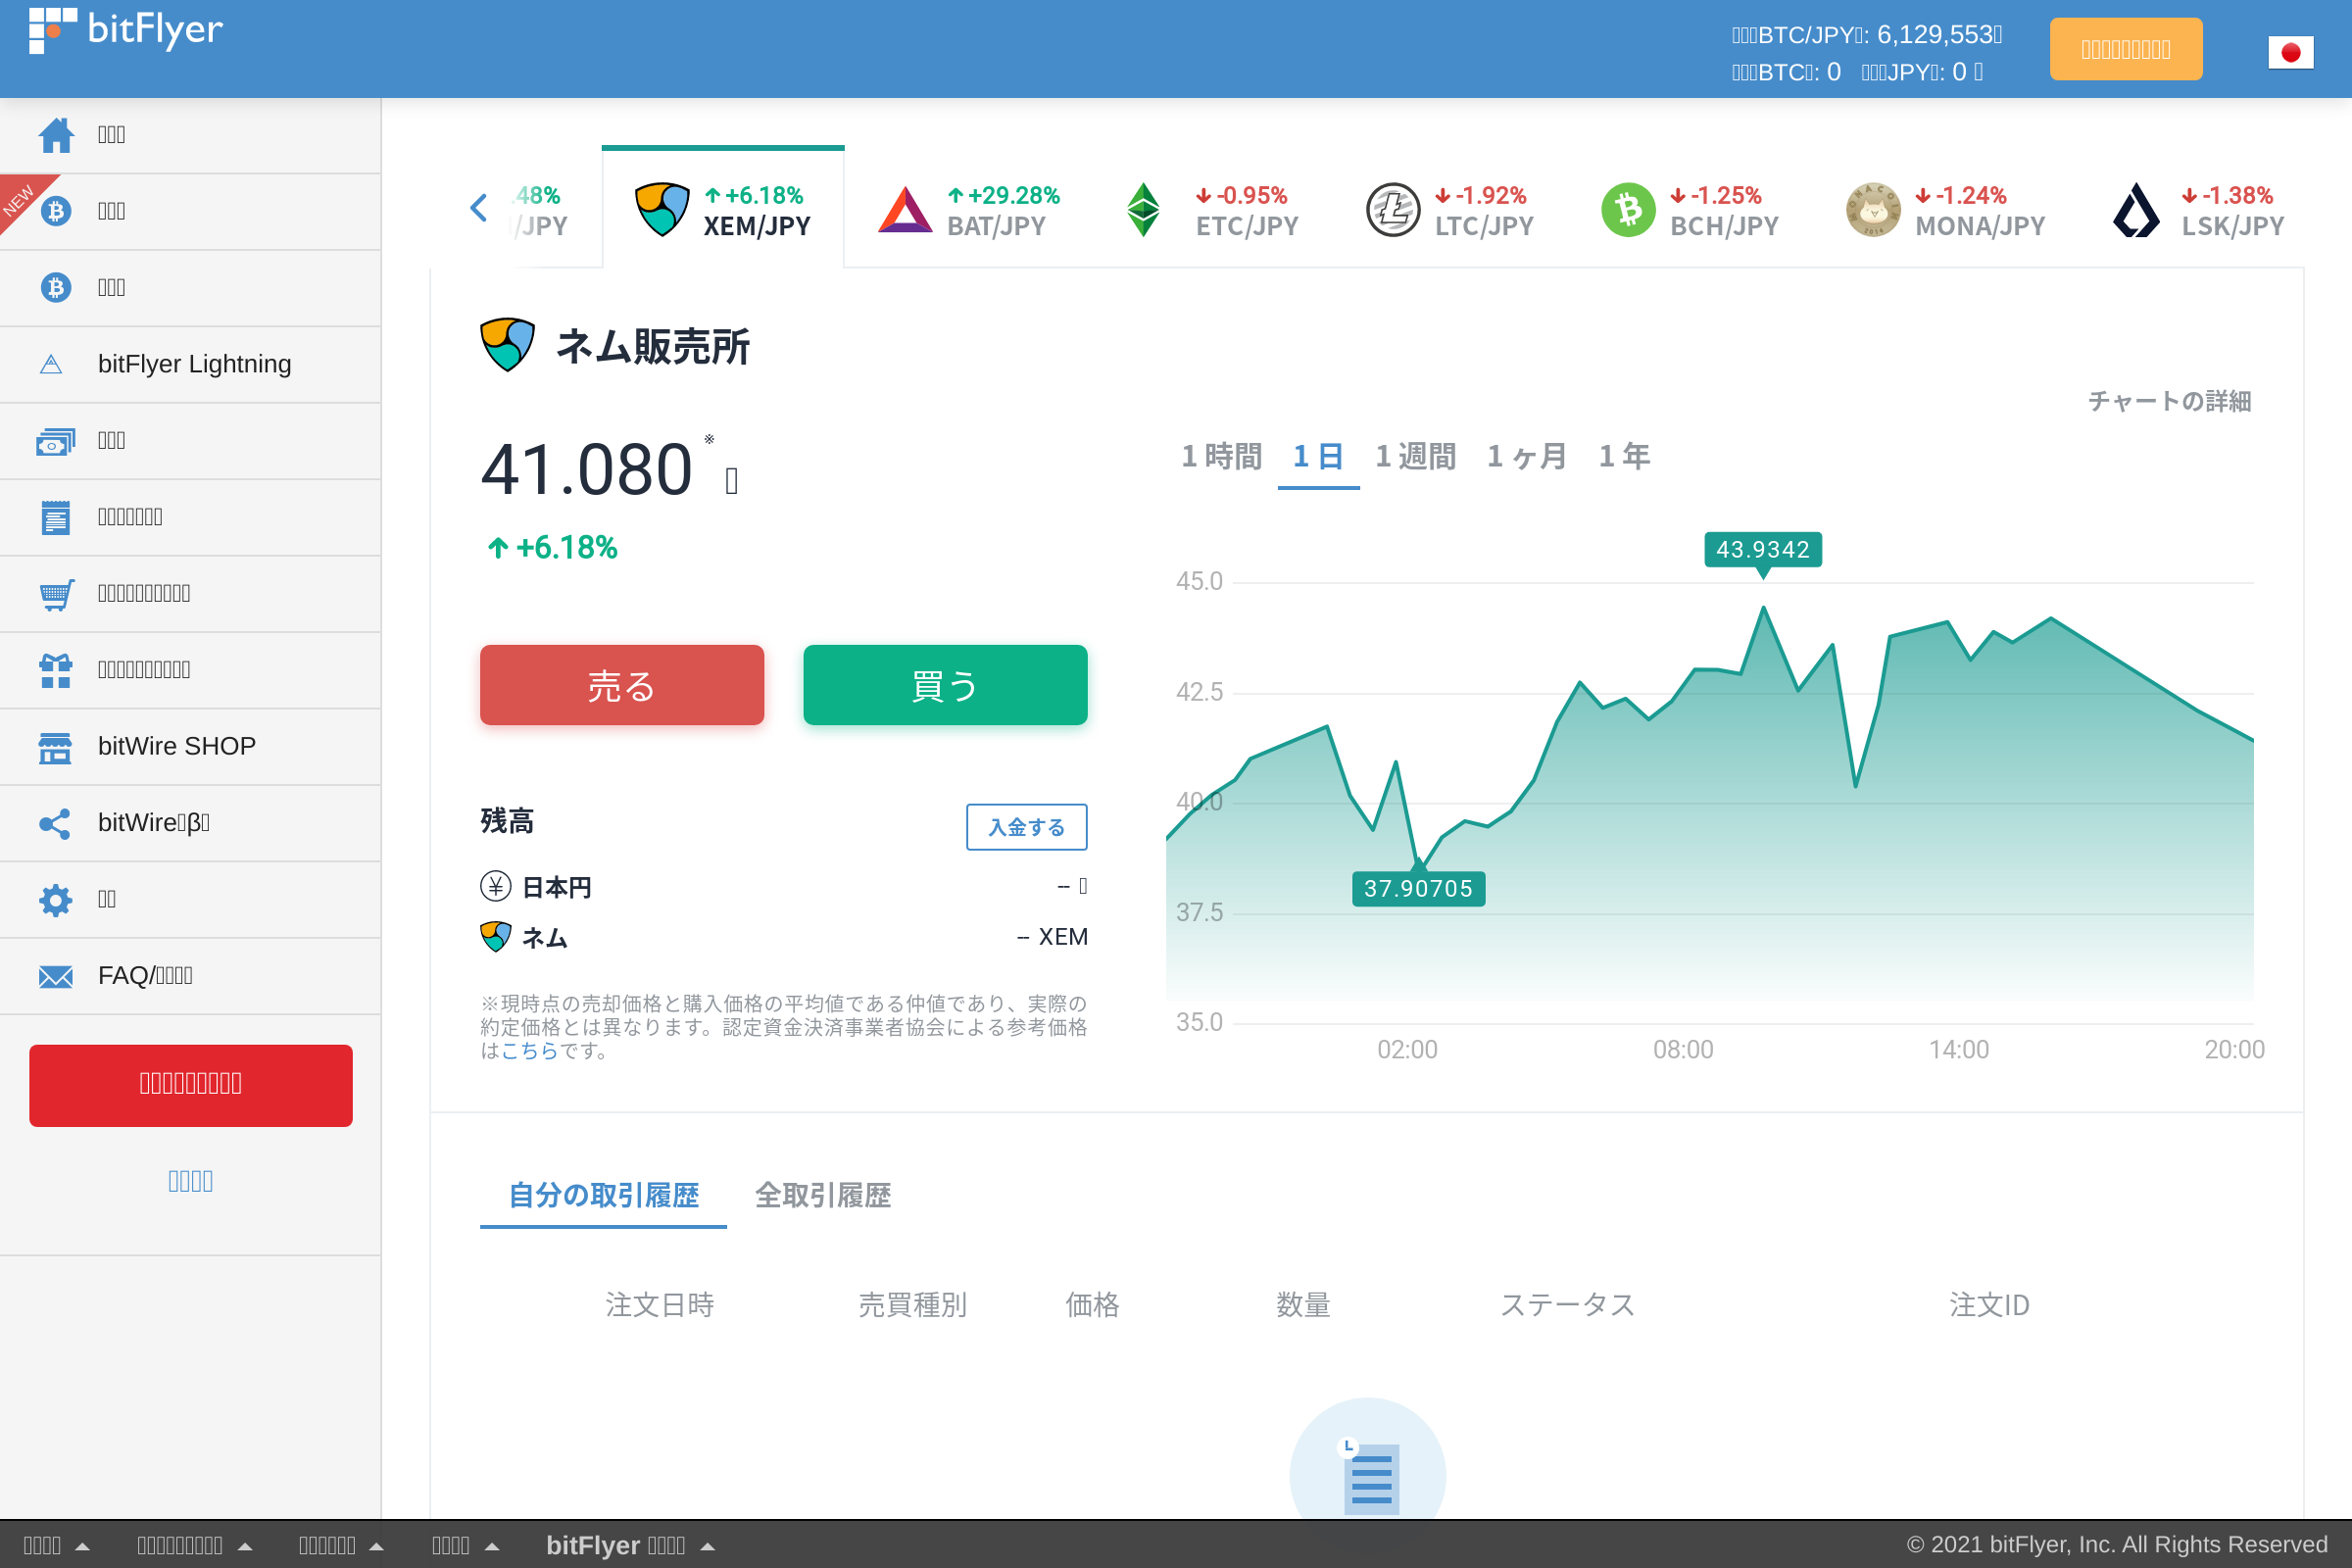 bitFlyer
BTC/JPY: 6,129,553
BTC: 0 JPY: 0
NEW
bitFlyer Lightning
bitWire SHOP
bitWire β
FAQ/
.48%
/JPY
+6.18%
XEM/JPY
+29.28%
BAT/JPY
-0.95%
ETC/JPY
-1.92%
LTC/JPY
-1.25%
BCH/JPY
-1.24%
MONA/JPY
-1.38%
LSK/JPY
ネム販売所
チャートの詳細
41.080 ※
+6.18%
1 時間 1 日 1 週間 1 ヶ月 1 年
売る 買う
43.9342
45.0
42.5
40.0
37.90705
37.5
35.0
02:00 08:00 14:00 20:00
残高 入金する
日本円 --
ネム -- XEM
※現時点の売却価格と購入価格の平均値である仲値であり、実際の
約定価格とは異なります。認定資金決済事業者協会による参考価格
はこちらです。
自分の取引履歴 全取引履歴
注文日時 売買種別 価格 数量 ステータス 注文ID
bitFlyer
© 2021 bitFlyer, Inc. All Rights Reserved